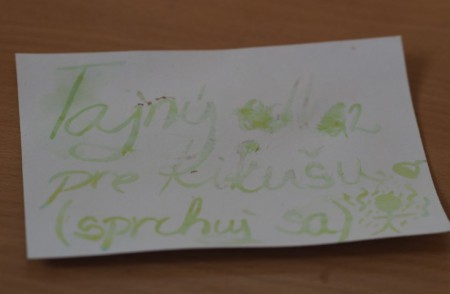 Tajný odkaz
pre Kikušu
(sprchuj sa)